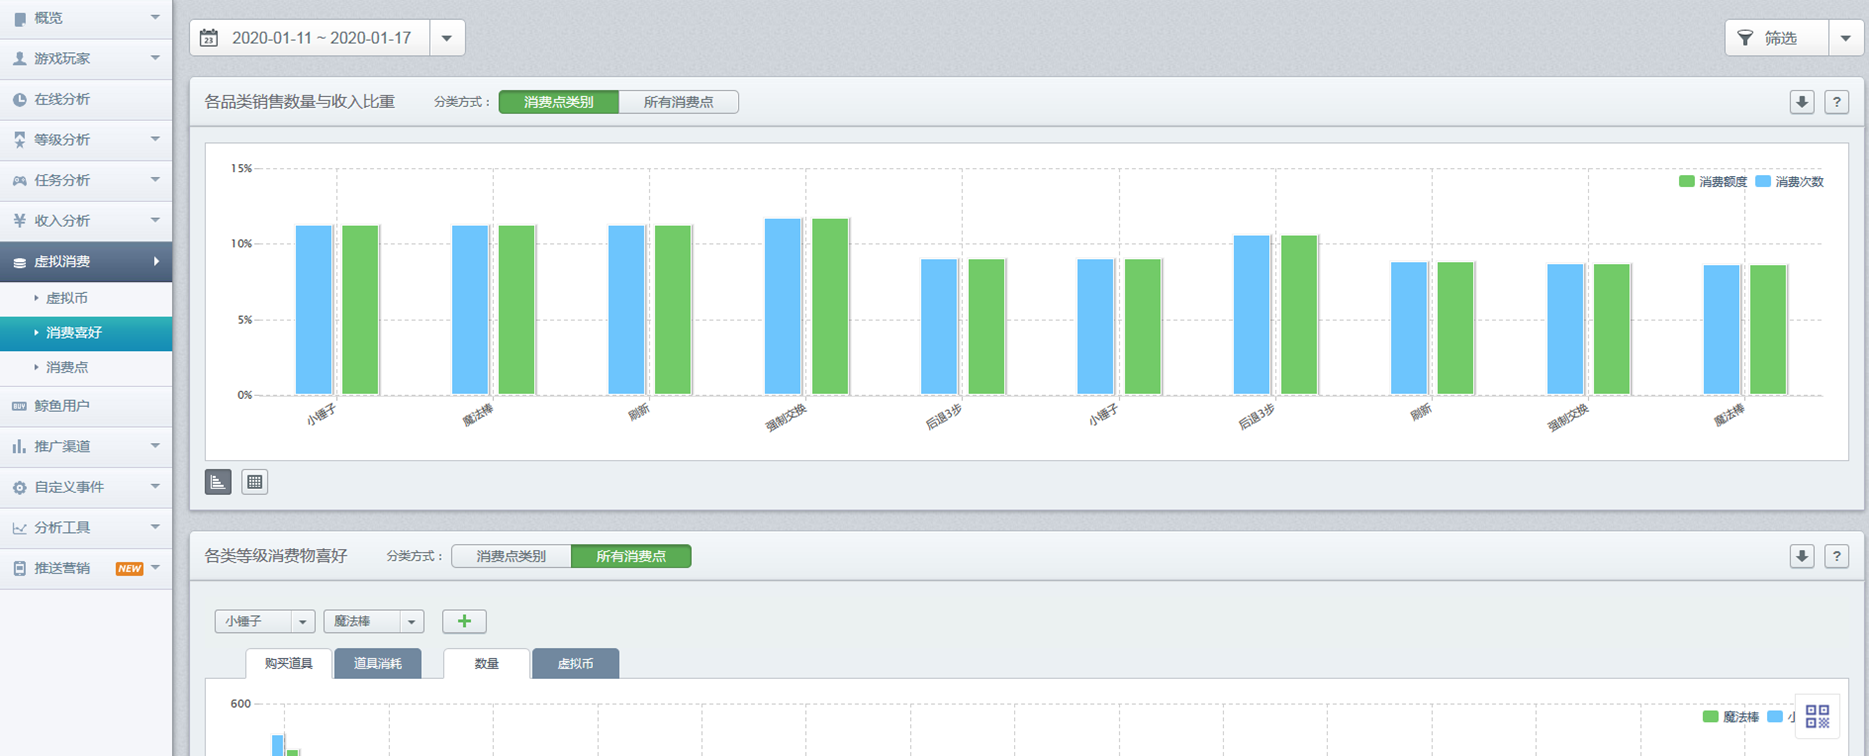 概览
游戏玩家
在线分析
等级分析
任务分析
收入分析
虚拟消费
虚拟币
消费喜好
消费点
鲸鱼用户
推广渠道
自定义事件
分析工具
推送营销 NEW
23 2020-01-11 ~ 2020-01-17
筛选
各品类销售数量与收入比重 分类方式: 消费点类别 所有消费点 ?
消费额度 消费次数
15%
10%
5%
0%
小锤子 魔法棒 刷新 强制交换 后退3步 小锤子 后退3步 刷新 强制交换 魔法棒
各类等级消费物喜好 分类方式: 消费点类别 所有消费点 ?
小锤子 魔法棒 +
购买道具 道具消耗 数量 虚拟币
600
魔法棒 小